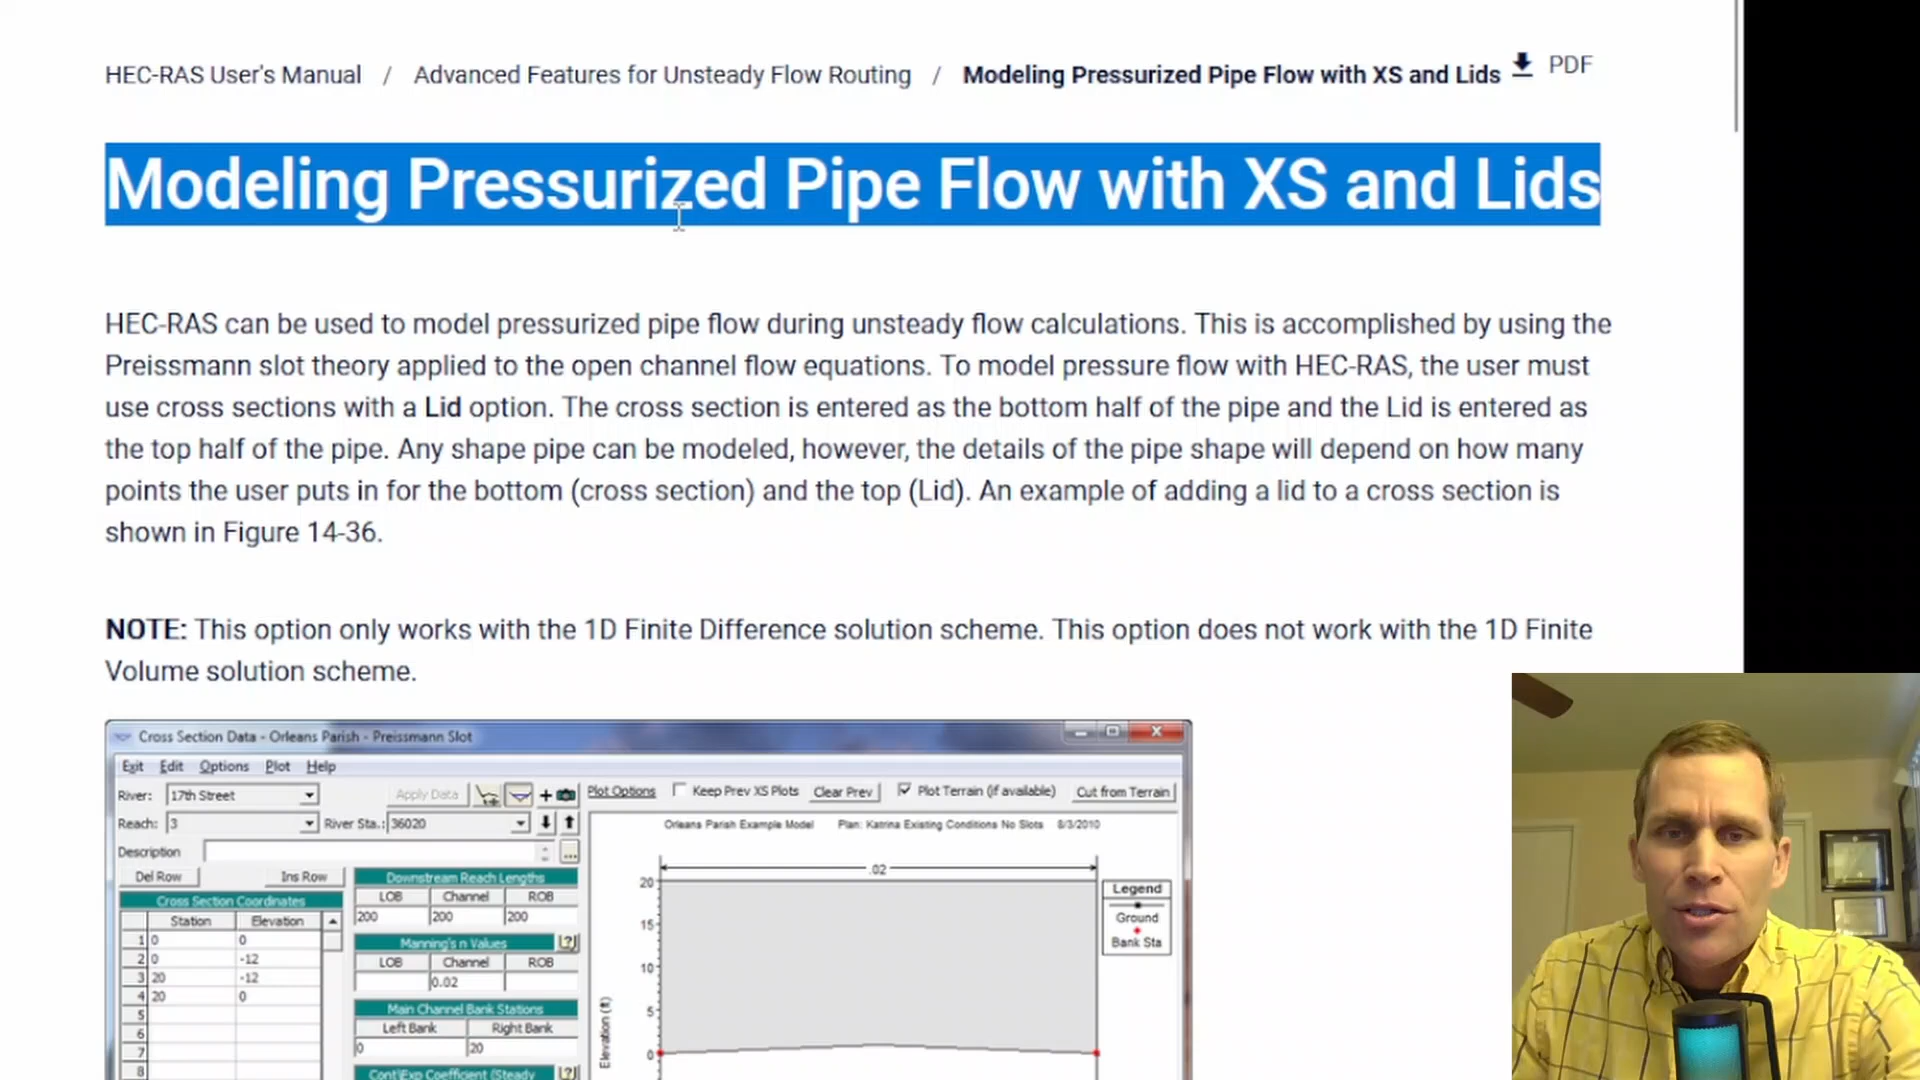 HEC-RAS User's Manual / Advanced Features for Unsteady Flow Routing / Modeling Pressurized Pipe Flow with XS and Lids PDF
Modeling Pressurized Pipe Flow with XS and Lids
HEC-RAS can be used to model pressurized pipe flow during unsteady flow calculations. This is accomplished by using the
Preissmann slot theory applied to the open channel flow equations. To model pressure flow with HEC-RAS, the user must
use cross sections with a Lid option. The cross section is entered as the bottom half of the pipe and the Lid is entered as
the top half of the pipe. Any shape pipe can be modeled, however, the details of the pipe shape will depend on how many
points the user puts in for the bottom (cross section) and the top (Lid). An example of adding a lid to a cross section is
shown in Figure 14-36.
NOTE: This option only works with the 1D Finite Difference solution scheme. This option does not work with the 1D Finite
Volume solution scheme.
Cross Section Data - Orleans Parish - Preissmann Slot
Exit Edit Options Plot Help
River: 17th Street Apply Data + Plot Options Keep Prev XS Plots Clear Prev Plot Terrain (if available) Cut from Terrain
Reach: 3 River Sta.: 36020
Orleans Parish Example Model Plan: Katrina Existing Conditions No Slots 8/3/2010
Description ...
Del Row Ins Row
Cross Section Coordinates
Station Elevation
1 0 0
2 0 -12
3 20 -12
4 20 0
5
6
7
8
Downstream Reach Lengths
LOB Channel ROB
200 200 200
Manning's n Values ?
LOB Channel ROB
0.02
Main Channel Bank Stations
Left Bank Right Bank
0 20
Cont\Exp Coefficient (Steady ?
.02
20
15
10
5
0
Elevation (ft)
Legend
Ground
Bank Sta